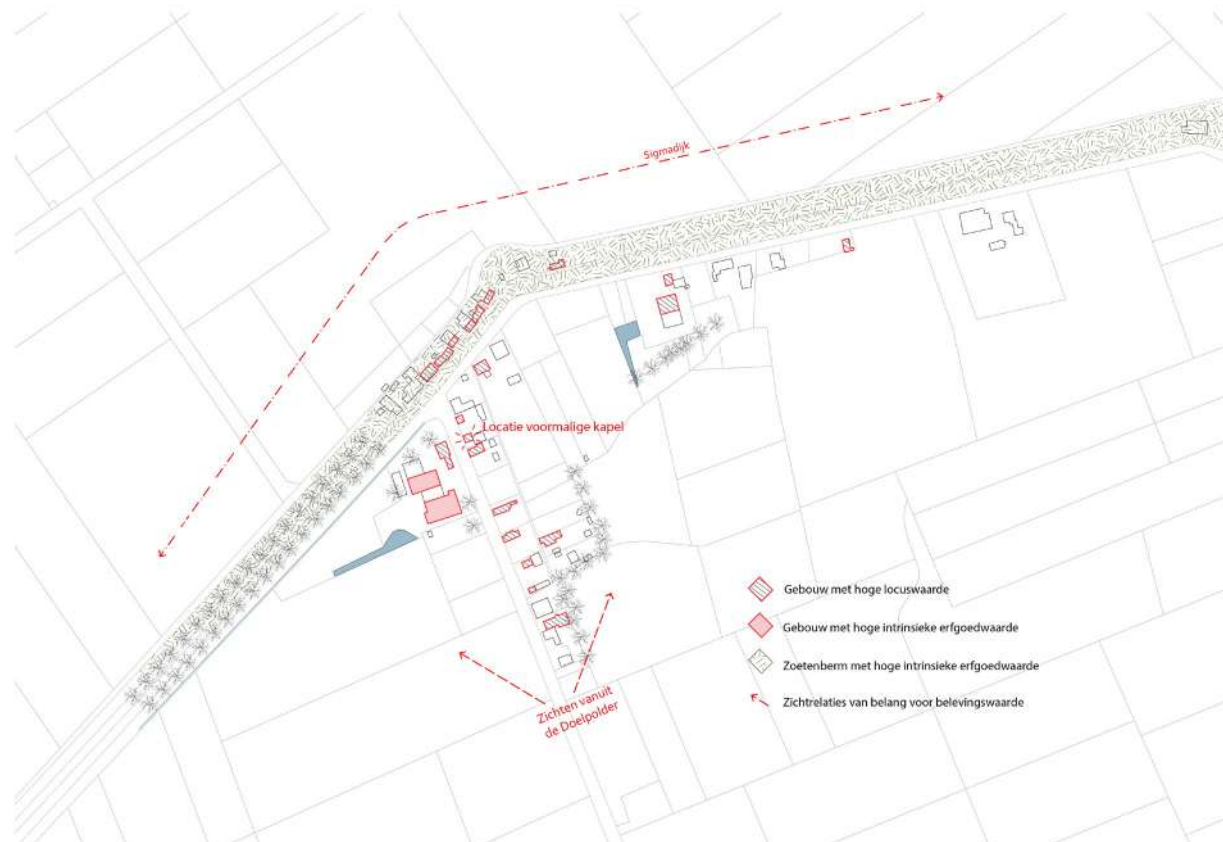 Sigmadijk
Locatie voormalige kapel
Zichten vanuit
de Doelpolder
Gebouw met hoge locuswaarde
Gebouw met hoge intrinsieke erfgoedwaarde
Zoetenberm met hoge intrinsieke erfgoedwaarde
Zichtrelaties van belang voor belevingswaarde